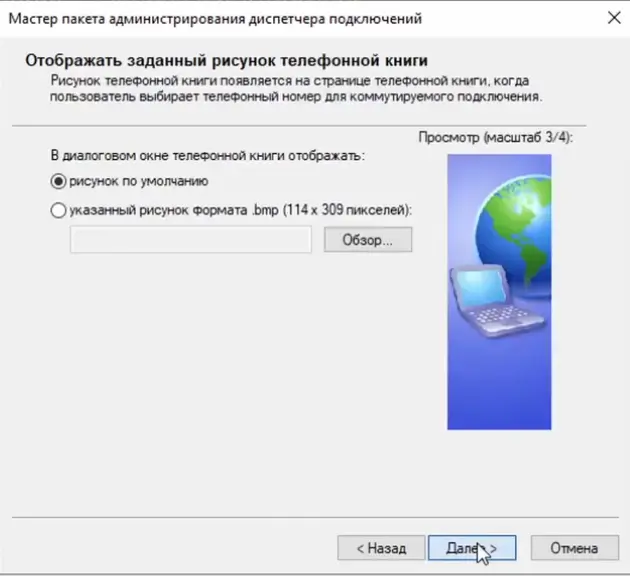 Мастер пакета администрирования диспетчера подключений
Отображать заданный рисунок телефонной книги
Рисунок телефонной книги появляется на странице телефонной книги, когда
пользователь выбирает телефонный номер для коммутируемого подключения.
Просмотр (масштаб 3/4):
В диалоговом окне телефонной книги отображать:
рисунок по умолчанию
указанный рисунок формата .bmp (114 x 309 пикселей):
Обзор...
< Назад
Далее >
Отмена